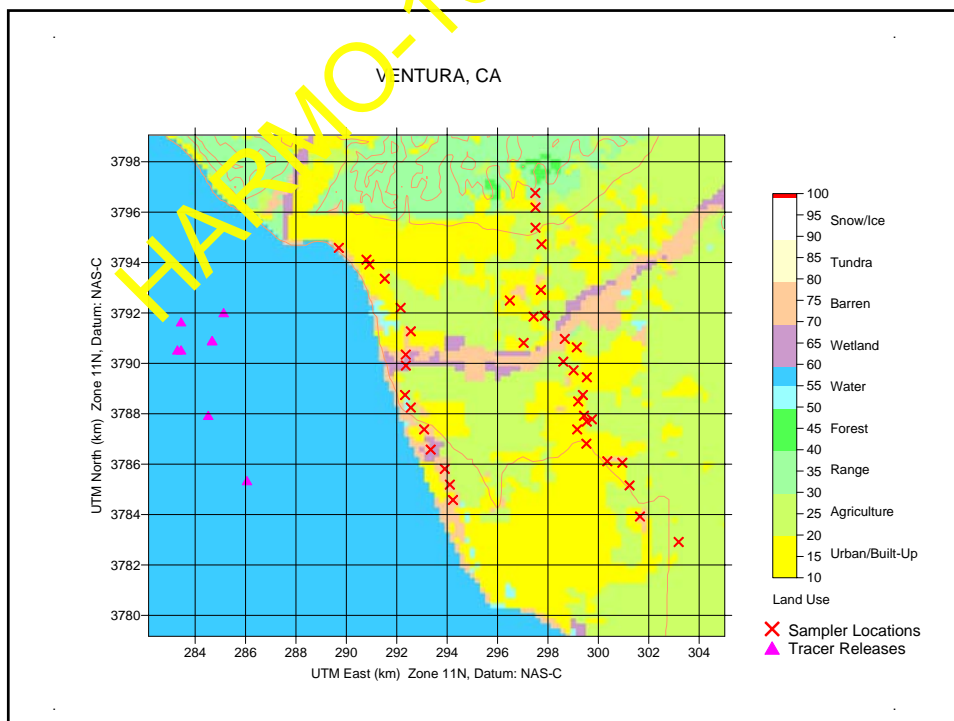 HARMO-1
VENTURA, CA
UTM North (km) Zone 11N, Datum: NAS-C
3798
3796
3794
3792
3790
3788
3786
3784
3782
3780
284 286 288 290 292 294 296 298 300 302 304
UTM East (km) Zone 11N, Datum: NAS-C
100
95 Snow/Ice
90
85 Tundra
80
75 Barren
70
65 Wetland
60
55 Water
50
45 Forest
40
35 Range
30
25 Agriculture
20
15 Urban/Built-Up
10
Land Use
Sampler Locations
Tracer Releases